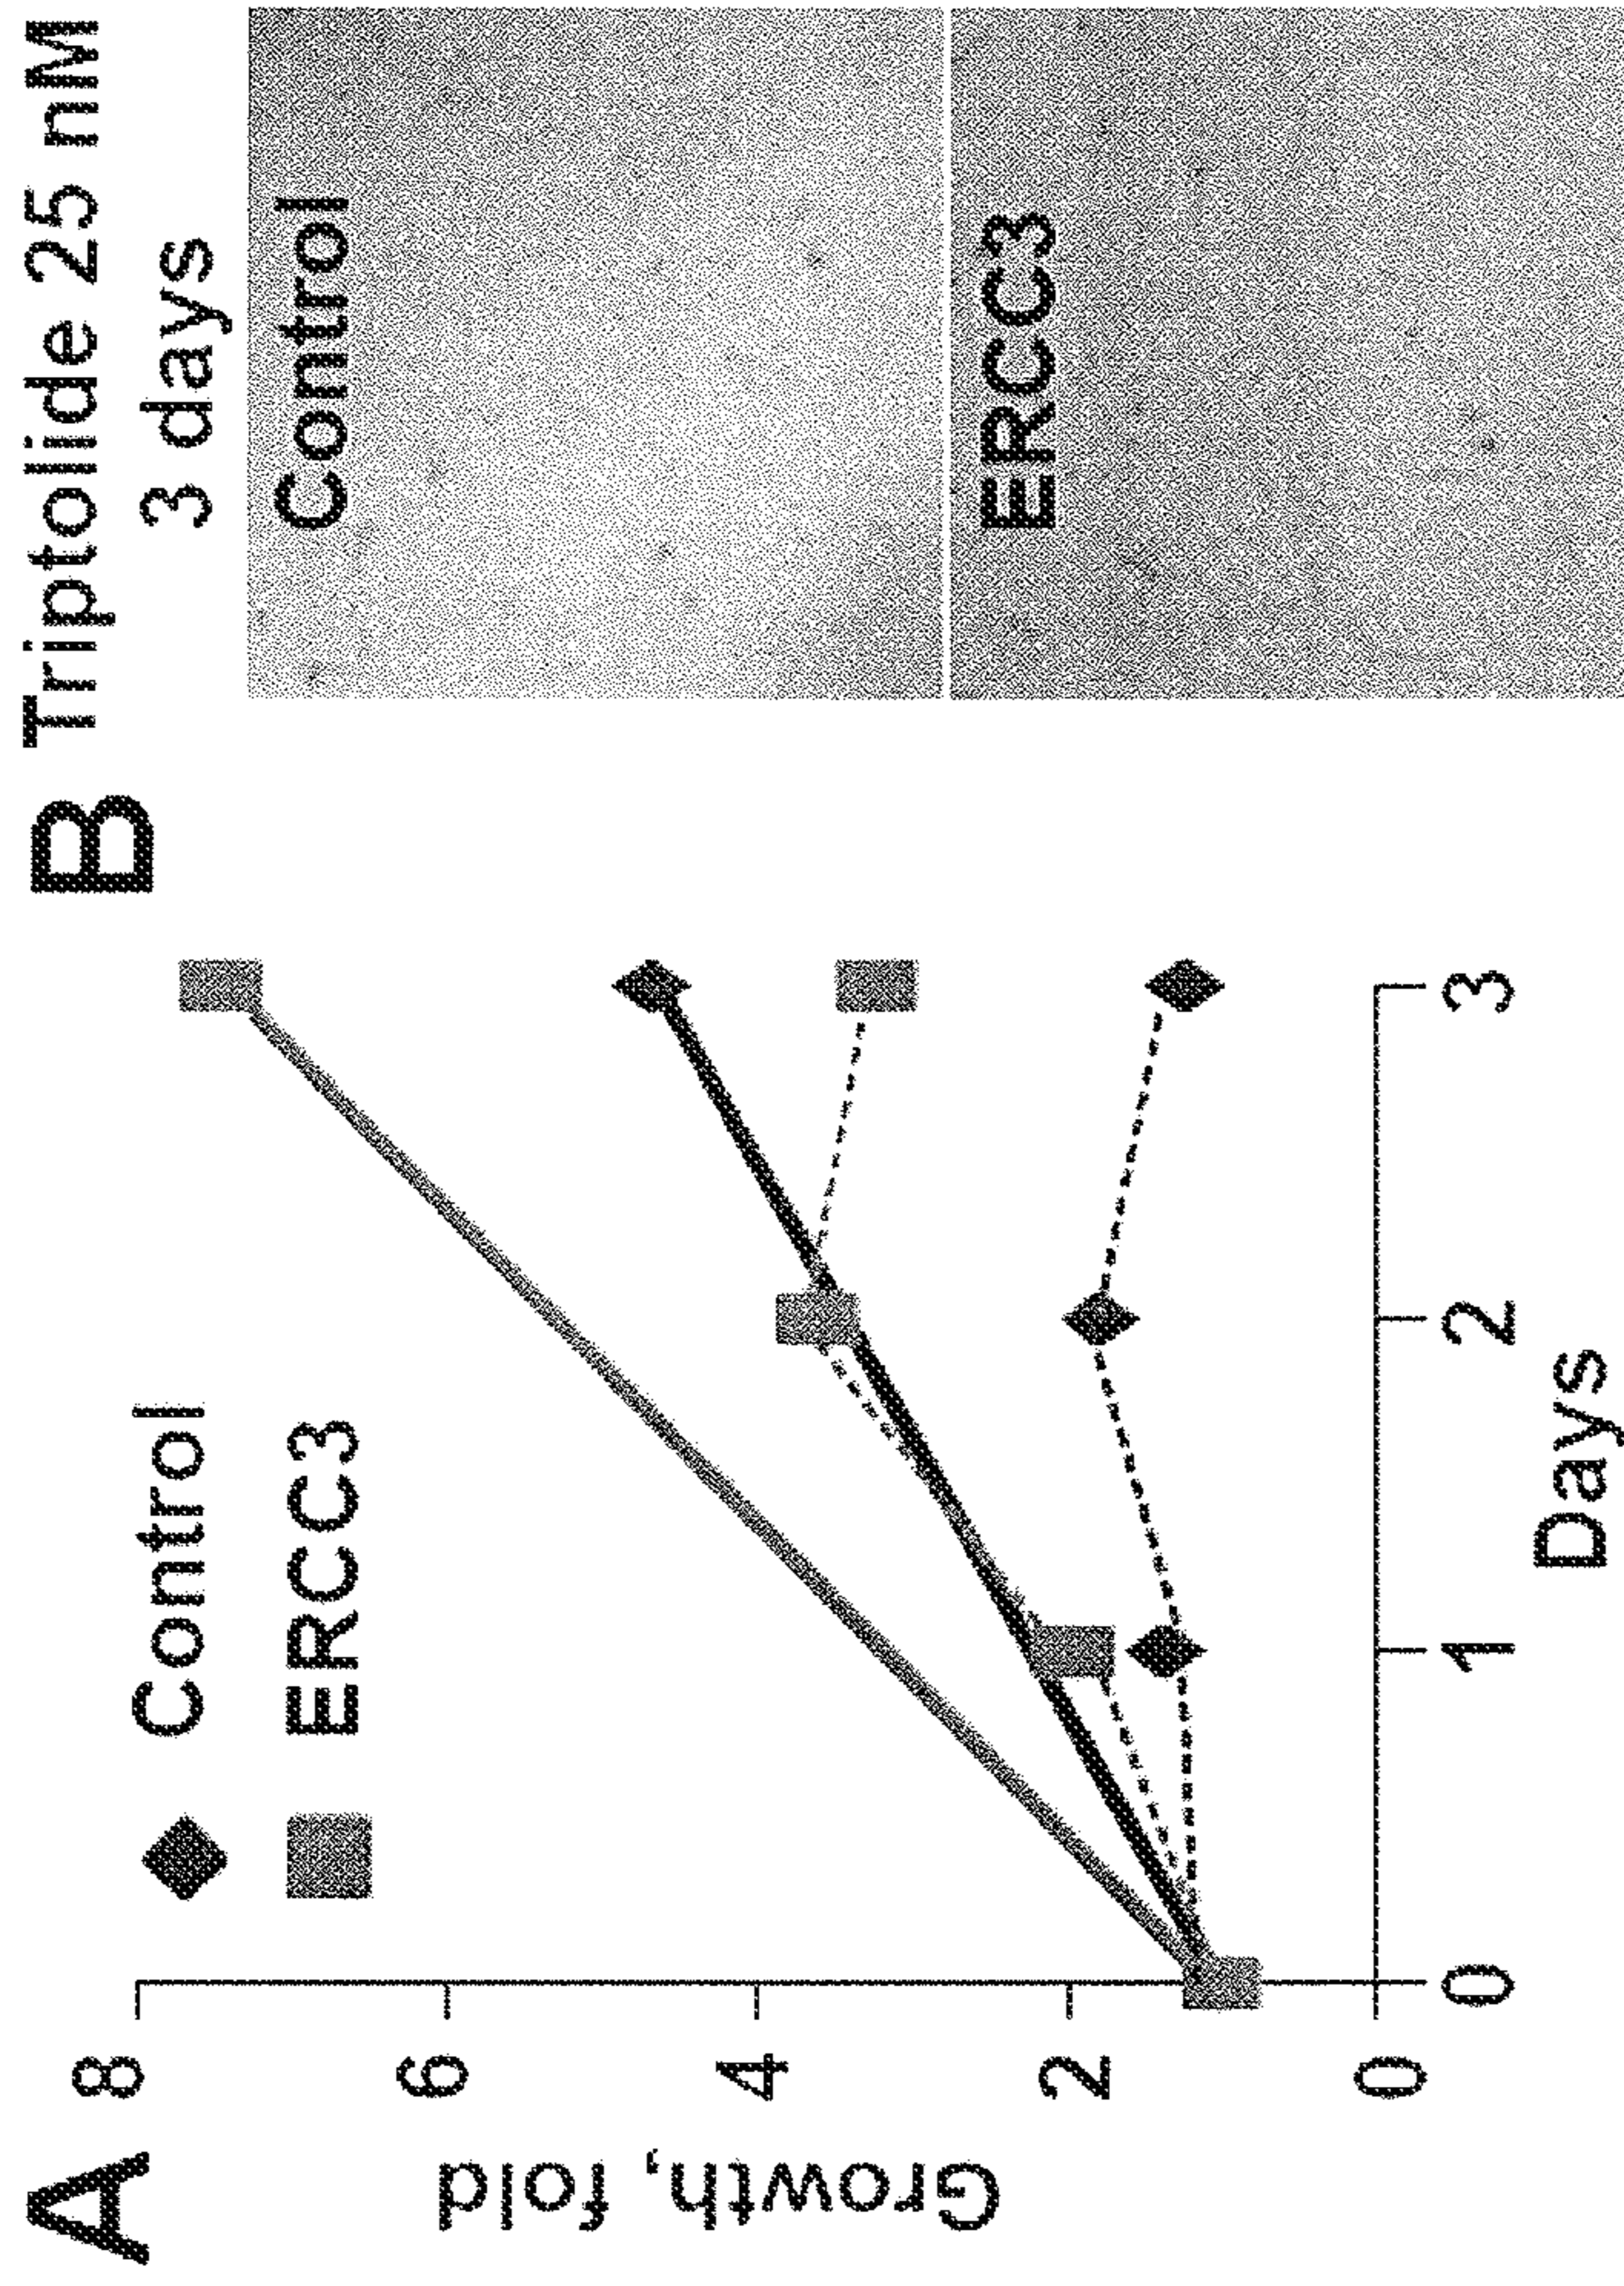 A
Growth, fold
8
6
4
2
0
Control
ERCC3
0
1
2
3
Days
B
Triptolide 25 nM
3 days
Control
ERCC3